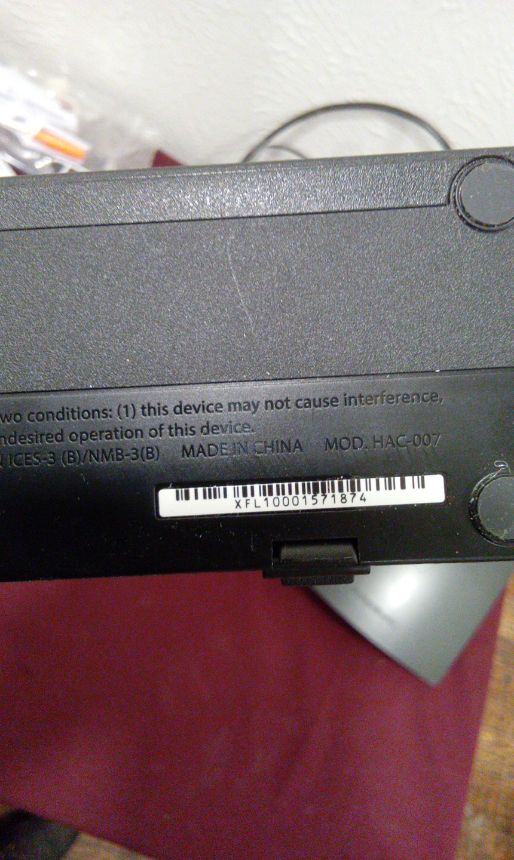 wo conditions: (1) this device may not cause interference,
ndesired operation of this device.
ICES-3 (B)/NMB-3(B) MADE IN CHINA MOD. HAC-007
XFL10001571874